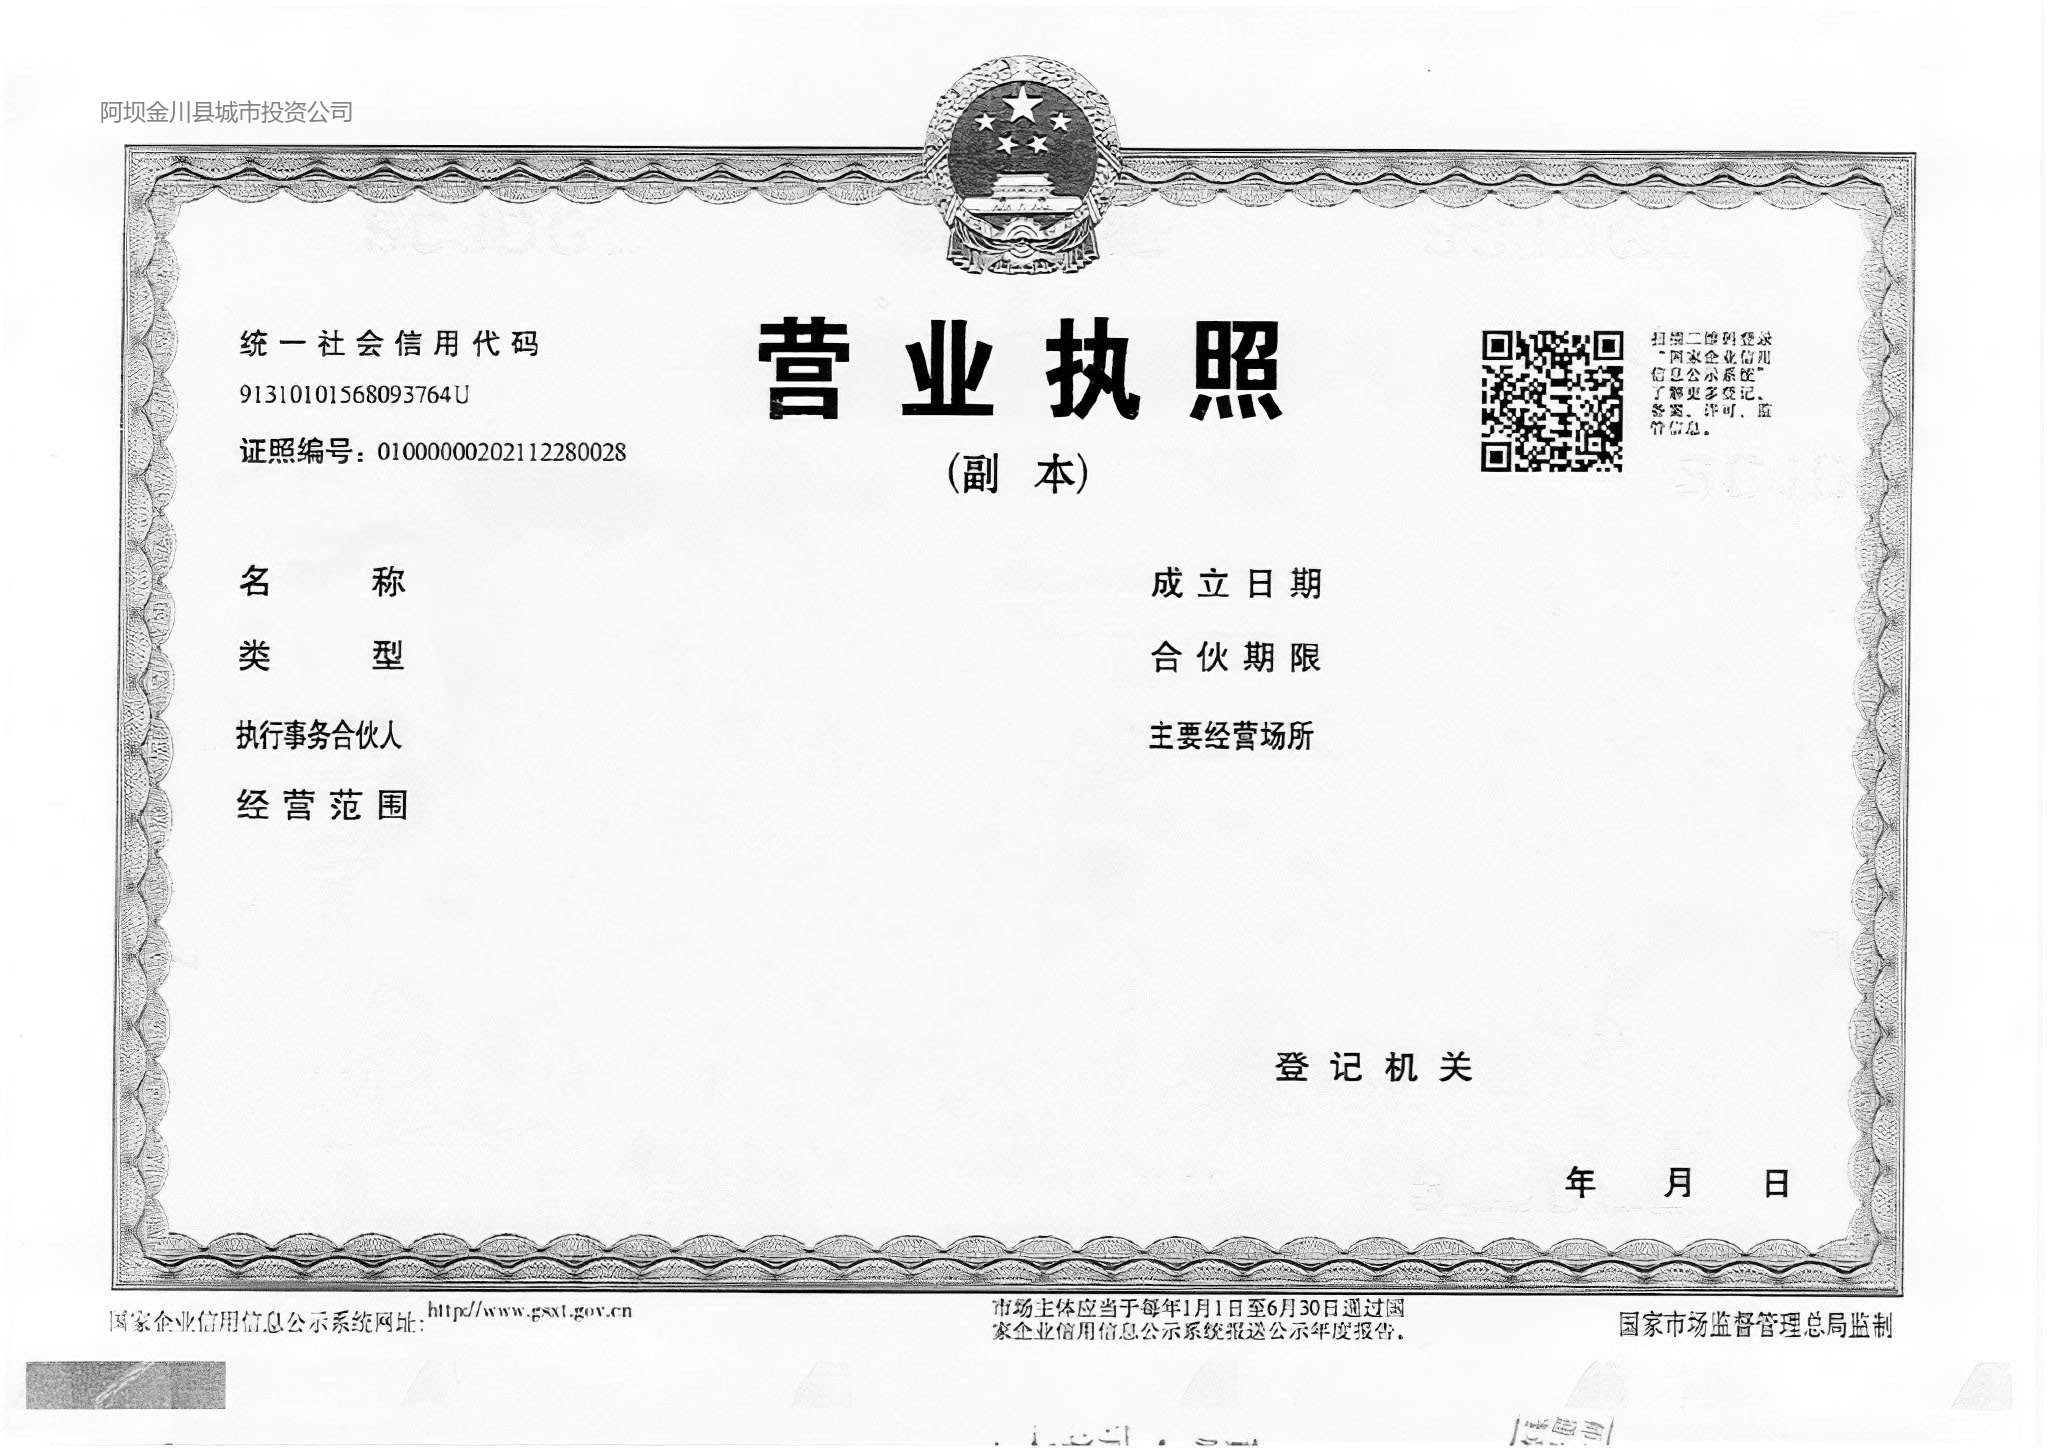 阿坝金川县城市投资公司
统一社会信用代码
91310101568093764U
证照编号：01000000202112280028
营业执照
(副 本)
扫描二维码登录
“国家企业信用
信息公示系统”
了解更多登记、
备案、许可、监
管信息。
名称
类型
执行事务合伙人
经营范围
成立日期
合伙期限
主要经营场所
登记机关
年 月 日
国家企业信用信息公示系统网址：http://www.gsxt.gov.cn
市场主体应当于每年1月1日至6月30日通过国
家企业信用信息公示系统报送公示年度报告。
国家市场监督管理总局监制